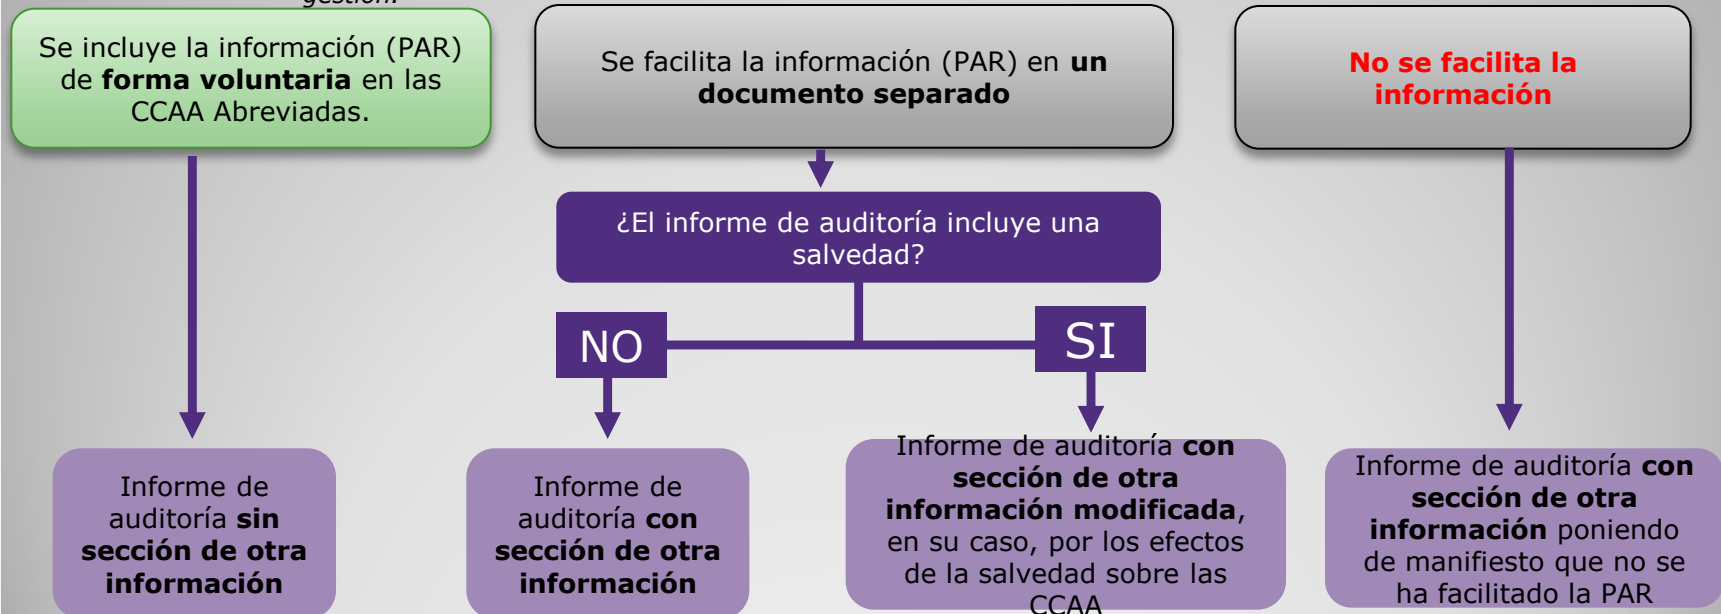 gestión.
Se incluye la información (PAR)
de forma voluntaria en las
CCAA Abreviadas.
Se facilita la información (PAR) en un
documento separado
No se facilita la
información
¿El informe de auditoría incluye una
salvedad?
NO
SI
Informe de
auditoría sin
sección de otra
información
Informe de
auditoría con
sección de otra
información
Informe de auditoría con
sección de otra
información modificada,
en su caso, por los efectos
de la salvedad sobre las
CCAA
Informe de auditoría con
sección de otra
información poniendo
de manifiesto que no se
ha facilitado la PAR